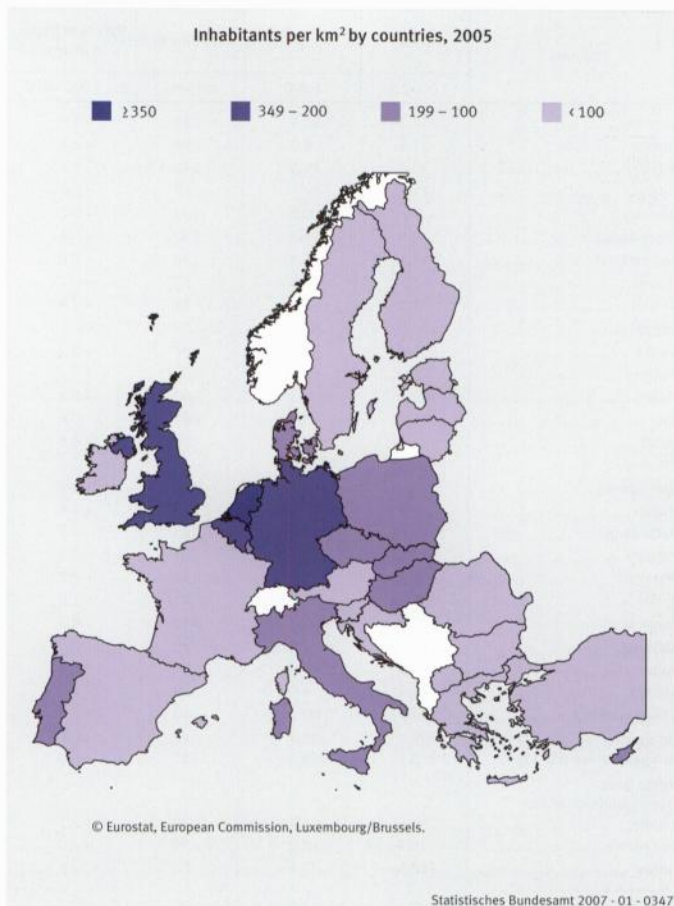 Inhabitants per km² by countries, 2005
≥350 349 – 200 199 – 100 < 100
© Eurostat, European Commission, Luxembourg/Brussels.
Statistisches Bundesamt 2007 - 01 - 0347